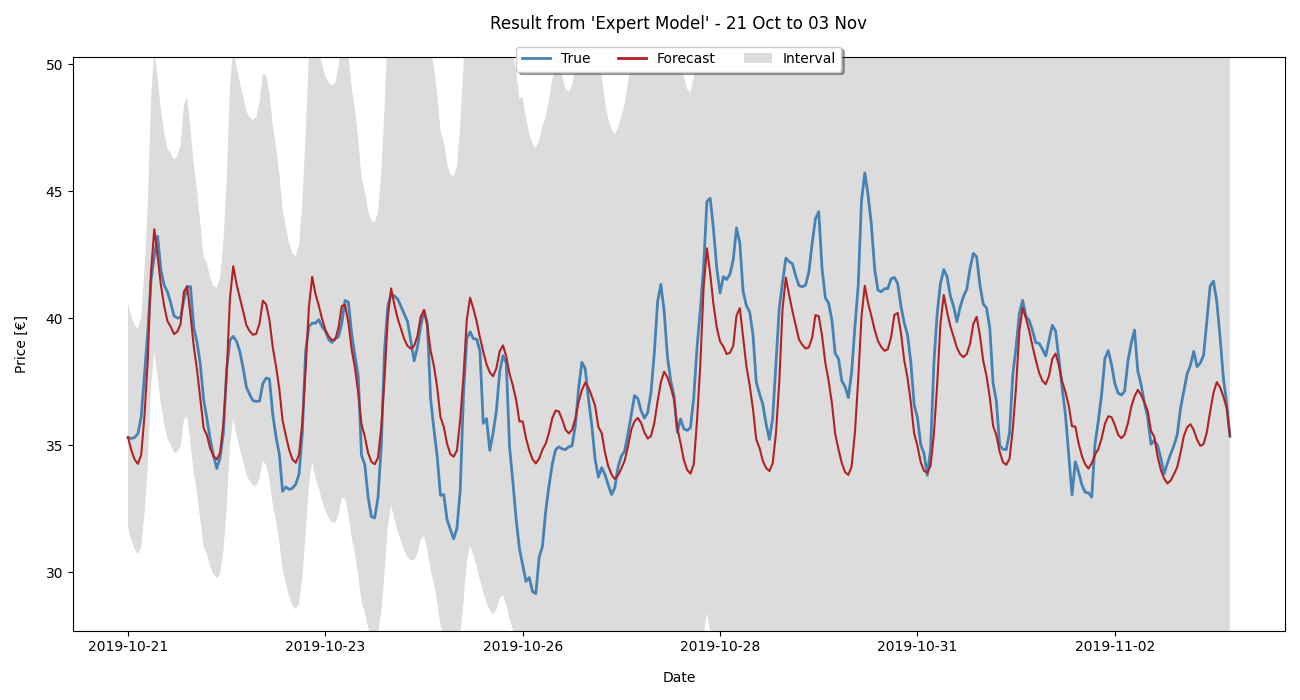 Result from 'Expert Model' - 21 Oct to 03 Nov
True Forecast Interval
50
45
40
35
30
Price [€]
2019-10-21 2019-10-23 2019-10-26 2019-10-28 2019-10-31 2019-11-02
Date